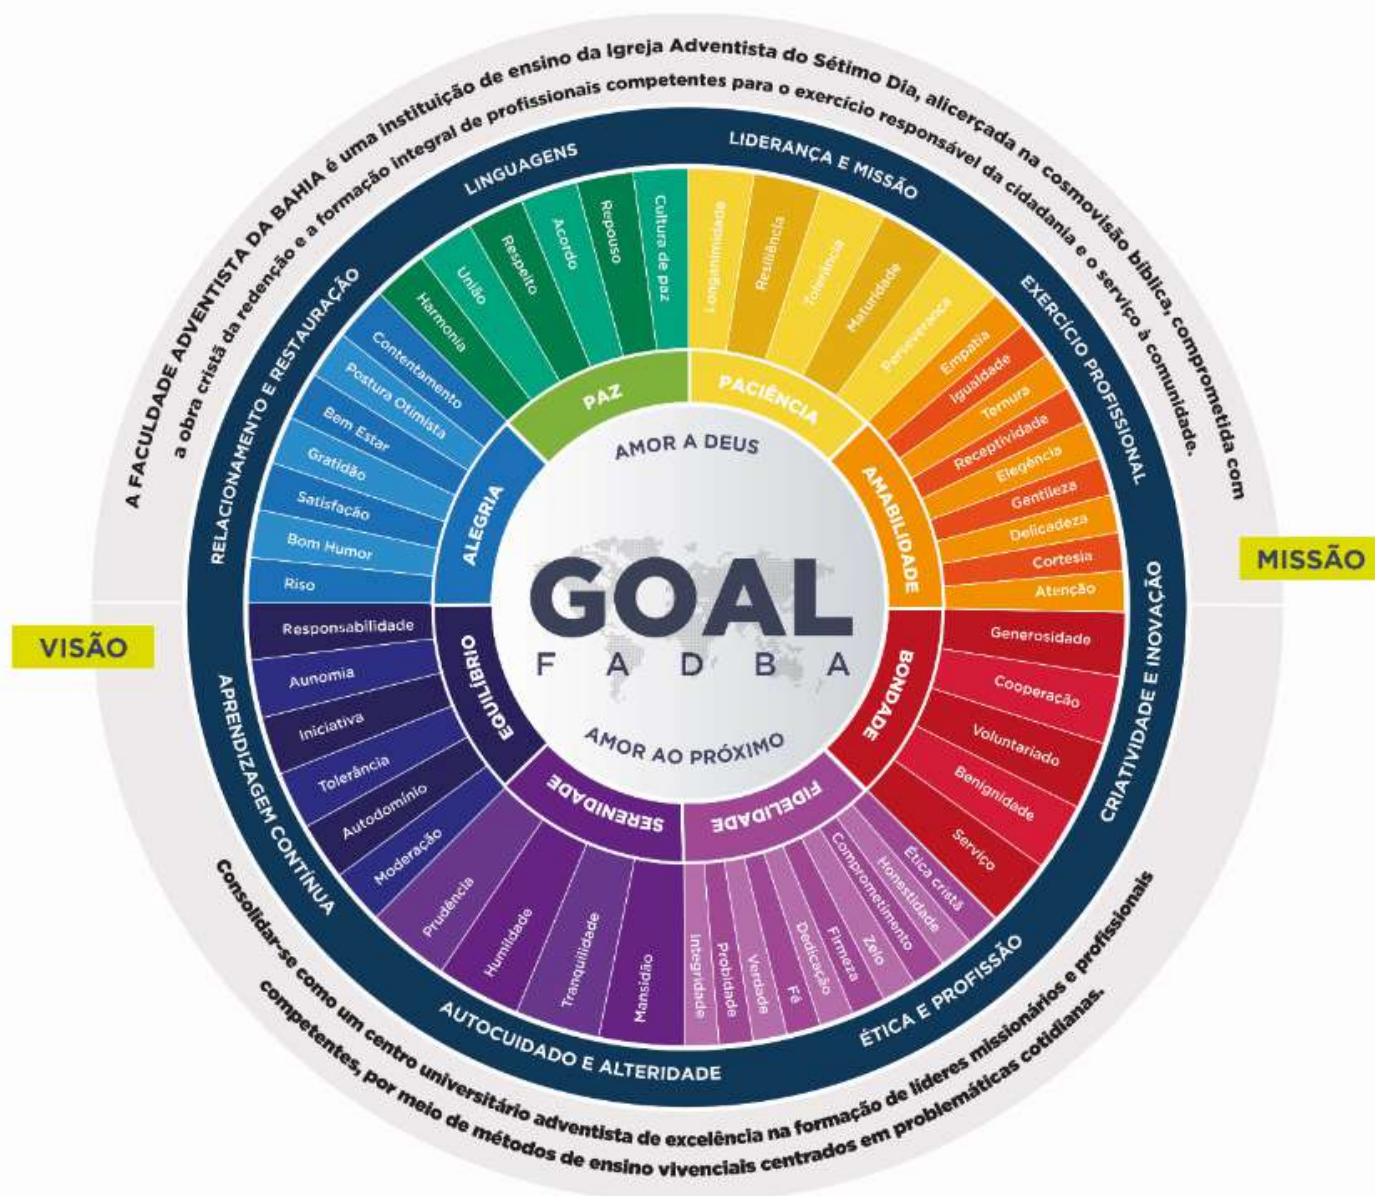 A FACULDADE ADVENTISTA DA BAHIA é uma instituição de ensino da Igreja Adventista do Sétimo Dia, alicerçada na cosmovisão bíblica, comprometida com
a obra cristã da redenção e a formação integral de profissionais competentes para o exercício responsável da cidadania e o serviço à comunidade.
MISSÃO
VISÃO
Consolidar-se como um centro universitário adventista de excelência na formação de líderes missionários e profissionais
competentes, por meio de métodos de ensino vivenciais centrados em problemáticas cotidianas.
LINGUAGENS
LIDERANÇA E MISSÃO
EXERCÍCIO PROFISSIONAL
CRIATIVIDADE E INOVAÇÃO
ÉTICA E PROFISSÃO
AUTOCUIDADO E ALTERIDADE
APRENDIZAGEM CONTÍNUA
RELACIONAMENTO E RESTAURAÇÃO
PAZ
Harmonia
União
Respeito
Acordo
Repouso
Cultura de paz
PACIÊNCIA
Longanimidade
Resiliência
Tolerância
Maturidade
Perseverança
AMABILIDADE
Empatia
Igualdade
Ternura
Receptividade
Elegência
Gentileza
Delicadeza
Cortesia
Atenção
BONDADE
Generosidade
Cooperação
Voluntariado
Benignidade
Serviço
FIDELIDADE
Ética cristã
Honestidade
Comprometimento
Zelo
Firmeza
Dedicação
Fé
Verdade
Probidade
Integridade
SERENIDADE
Mansidão
Tranquilidade
Humildade
Prudência
EQUILÍBRIO
Moderação
Autodomínio
Tolerância
Iniciativa
Aunomia
Responsabilidade
ALEGRIA
Riso
Bom Humor
Satisfação
Gratidão
Bem Estar
Postura Otimista
Contentamento
AMOR A DEUS
GOAL
FADBA
AMOR AO PRÓXIMO